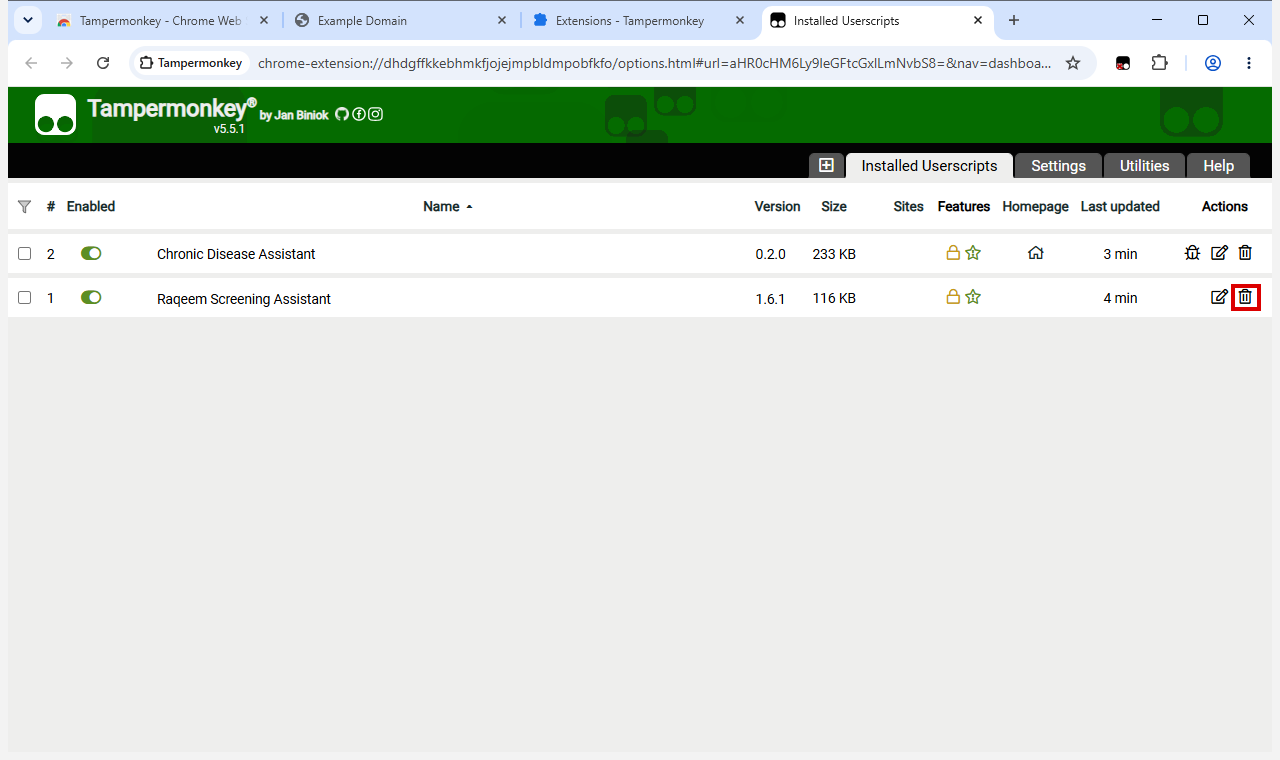 Tampermonkey - Chrome Web
Example Domain
Extensions - Tampermonkey
Installed Userscripts
Tampermonkey
chrome-extension://dhdgffkkebhmkfjojejmpbldmpobfkfo/options.html#url=aHR0cHM6Ly9leGFtcGxlLmNvbS8=&nav=dashboa...
Tampermonkey® by Jan Biniok
v5.5.1
Installed Userscripts Settings Utilities Help
# Enabled Name Version Size Sites Features Homepage Last updated Actions
2 Chronic Disease Assistant 0.2.0 233 KB 3 min
1 Raqeem Screening Assistant 1.6.1 116 KB 4 min